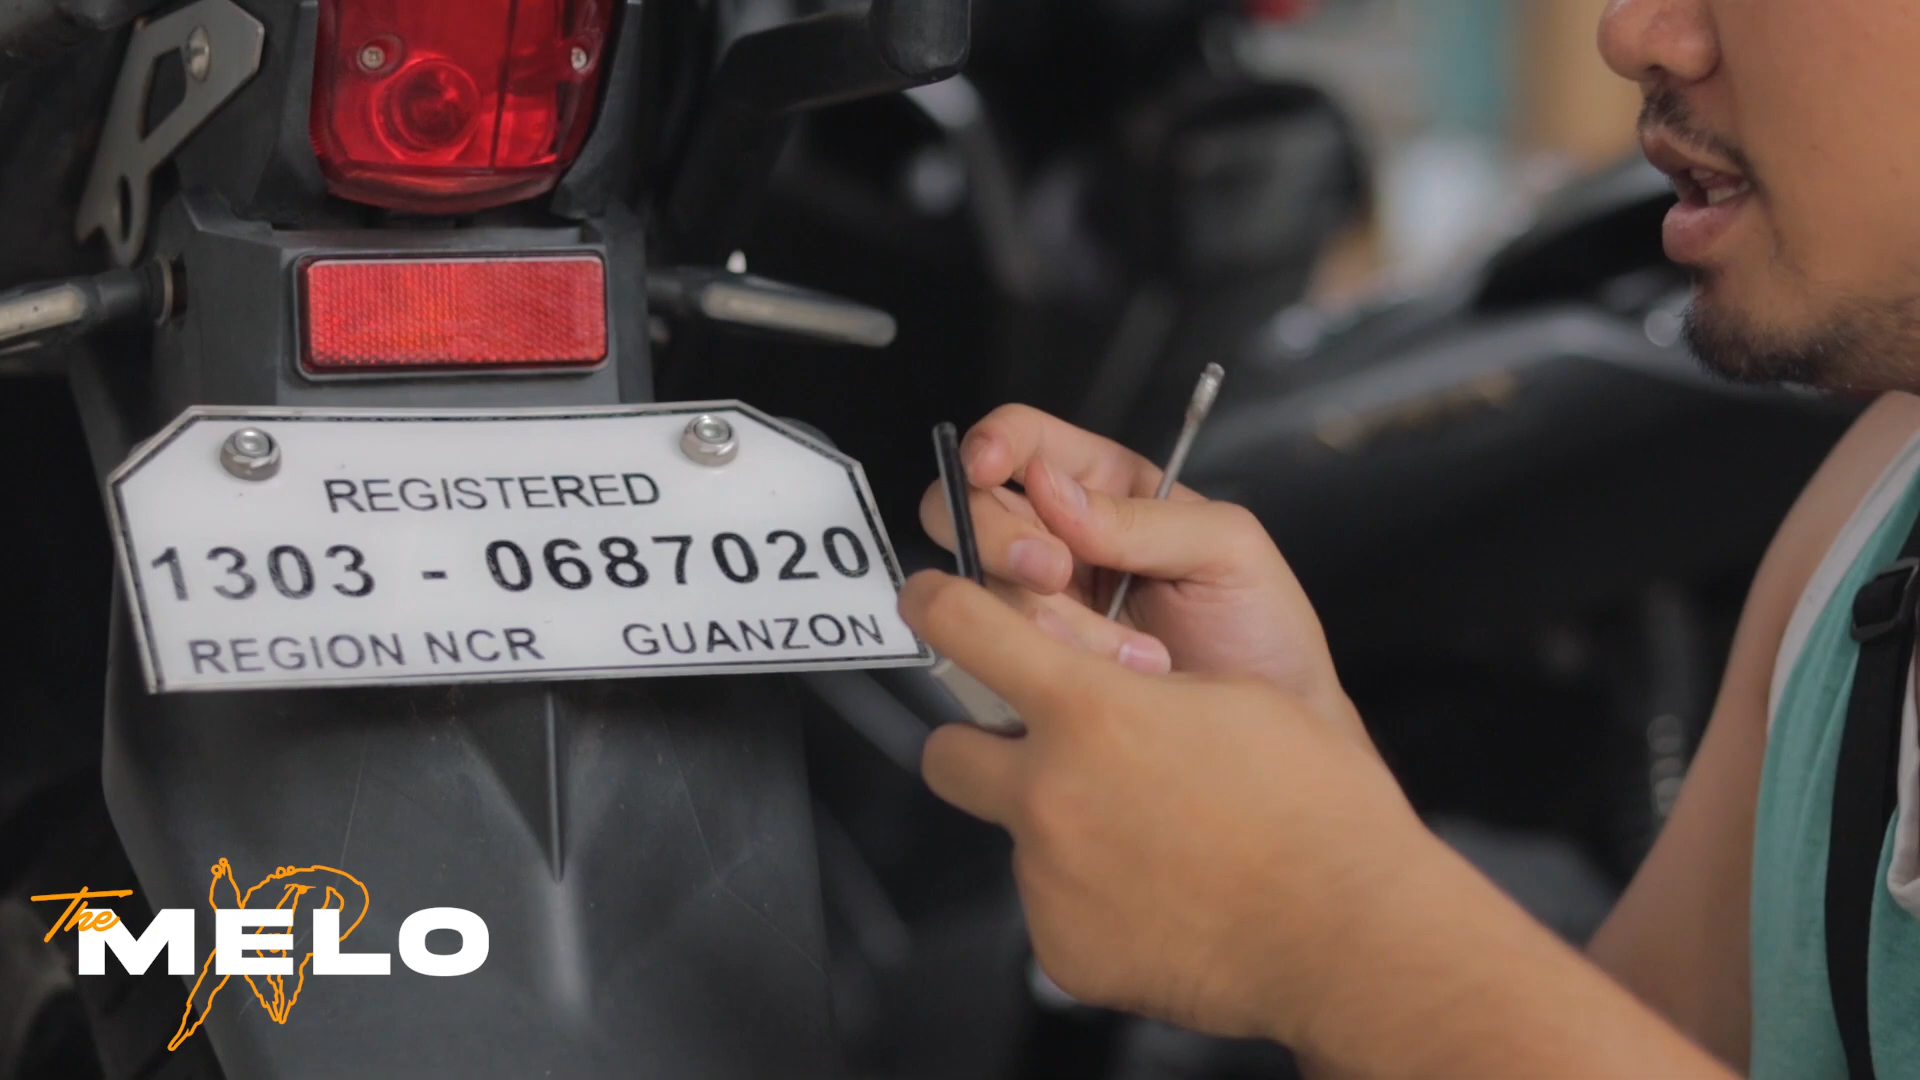 REGISTERED
1303 - 0687020
REGION NCR GUANZON
The MELO